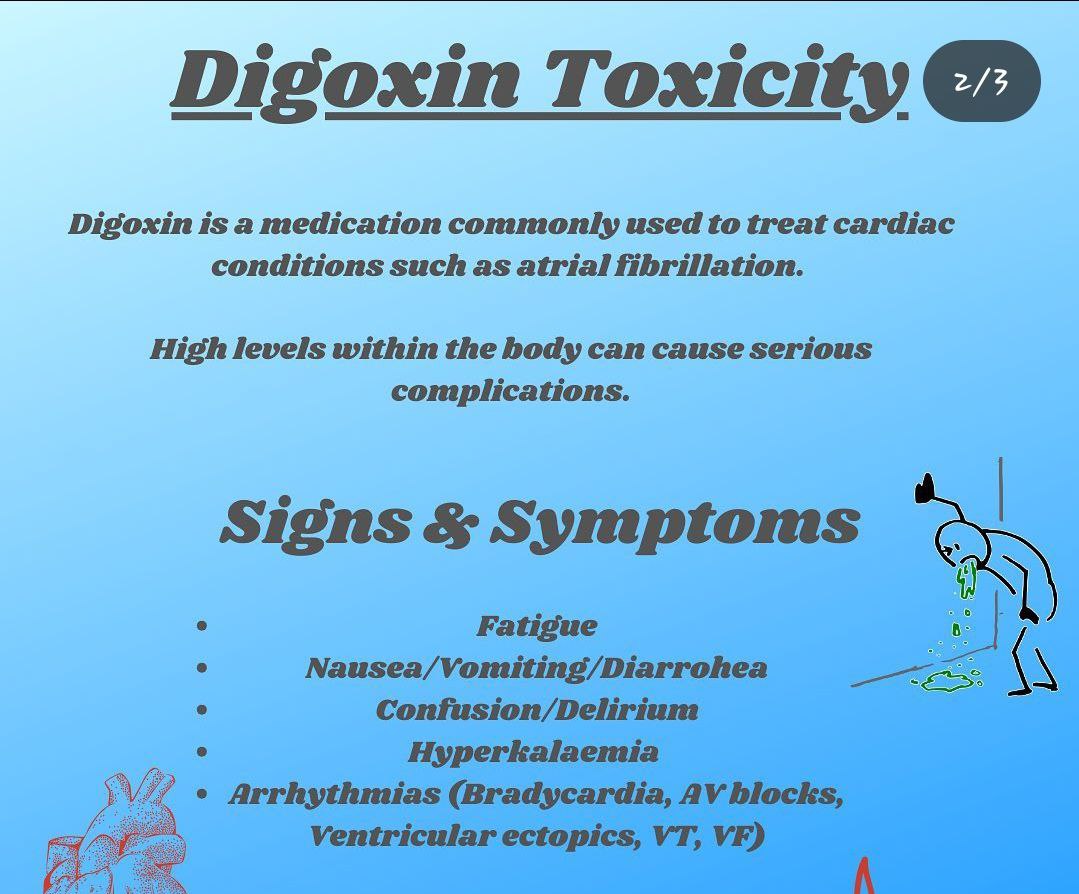 Digoxin Toxicity
2/3
Digoxin is a medication commonly used to treat cardiac
conditions such as atrial fibrillation.
High levels within the body can cause serious
complications.
Signs & Symptoms
• Fatigue
• Nausea/Vomiting/Diarrohea
• Confusion/Delirium
• Hyperkalaemia
• Arrhythmias (Bradycardia, AV blocks,
Ventricular ectopics, VT, VF)